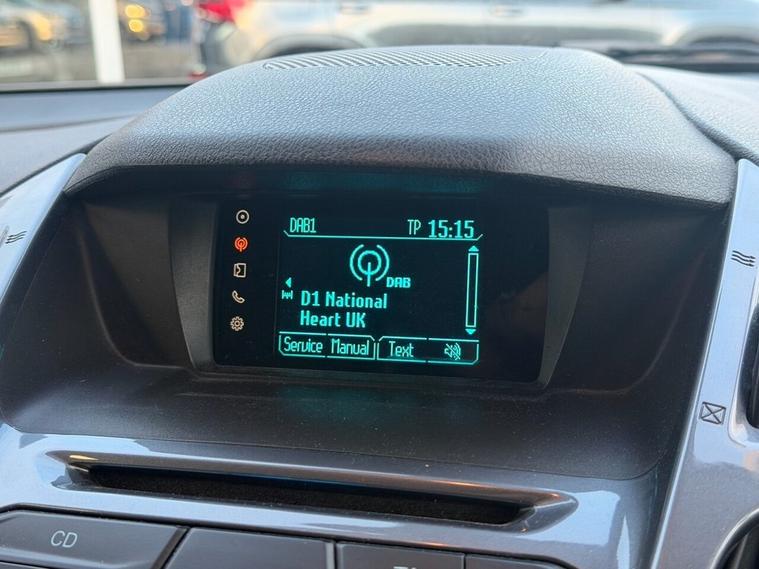 DAB1 TP 15:15
DAB
D1 National
Heart UK
Service Manual Text
CD